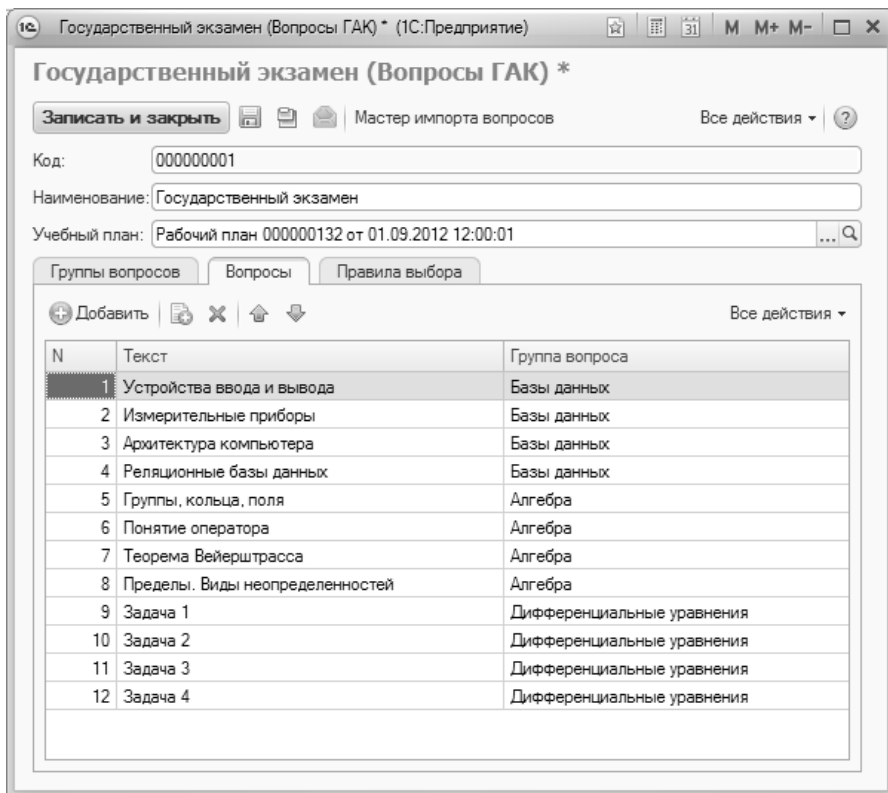 1С Государственный экзамен (Вопросы ГАК) * (1С:Предприятие) 31 M M+ M-
Государственный экзамен (Вопросы ГАК) *
Записать и закрыть Мастер импорта вопросов Все действия ?
Код: 000000001
Наименование: Государственный экзамен
Учебный план: Рабочий план 000000132 от 01.09.2012 12:00:01 ...
Группы вопросов Вопросы Правила выбора
Добавить Все действия
N Текст Группа вопроса
1 Устройства ввода и вывода Базы данных
2 Измерительные приборы Базы данных
3 Архитектура компьютера Базы данных
4 Реляционные базы данных Базы данных
5 Группы, кольца, поля Алгебра
6 Понятие оператора Алгебра
7 Теорема Вейерштрасса Алгебра
8 Пределы. Виды неопределенностей Алгебра
9 Задача 1 Дифференциальные уравнения
10 Задача 2 Дифференциальные уравнения
11 Задача 3 Дифференциальные уравнения
12 Задача 4 Дифференциальные уравнения